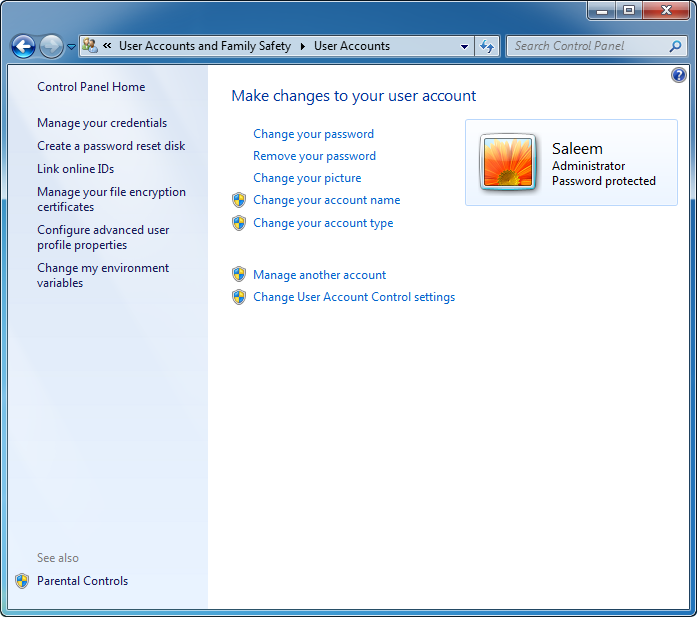 « User Accounts and Family Safety ▸ User Accounts
Search Control Panel
Control Panel Home
Manage your credentials
Create a password reset disk
Link online IDs
Manage your file encryption
certificates
Configure advanced user
profile properties
Change my environment
variables
See also
Parental Controls
Make changes to your user account
Change your password
Remove your password
Change your picture
Change your account name
Change your account type
Manage another account
Change User Account Control settings
Saleem
Administrator
Password protected